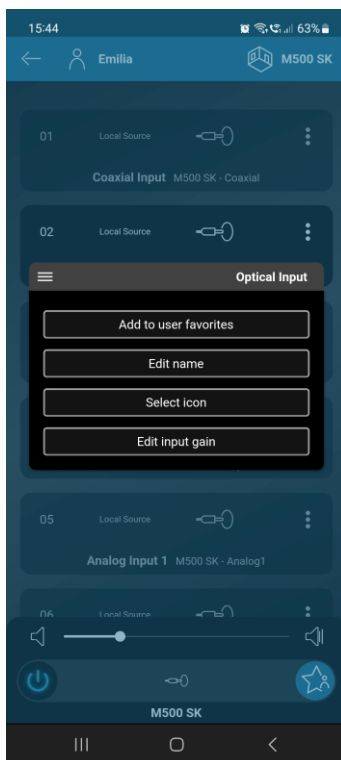 15:44 63%
Emilia M500 SK
01 Local Source
Coaxial Input M500 SK - Coaxial
02 Local Source
Optical Input
Add to user favorites
Edit name
Select icon
Edit input gain
05 Local Source
Analog Input 1 M500 SK - Analog1
06 Local Source
M500 SK